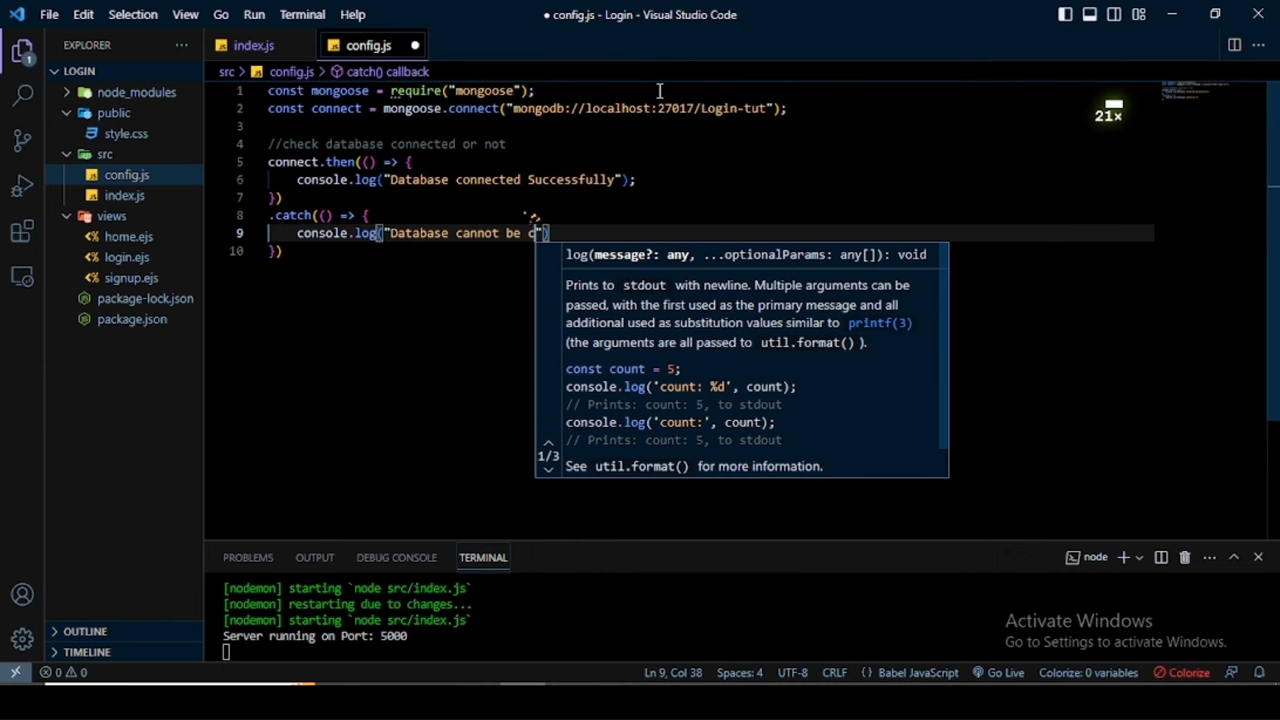 File Edit Selection View Go Run Terminal Help
● config.js - Login - Visual Studio Code
EXPLORER
index.js
config.js
LOGIN
src > config.js > catch() callback
node_modules
public
style.css
src
config.js
index.js
views
home.ejs
login.ejs
signup.ejs
package-lock.json
package.json
1 const mongoose = require("mongoose");
2 const connect = mongoose.connect("mongodb://localhost:27017/Login-tut");
3
4 //check database connected or not
5 connect.then(() => {
6 console.log("Database connected Successfully");
7 })
8 .catch(() => {
9 console.log("Database cannot be c")
10 })
21×
log(message?: any, ...optionalParams: any[]): void
Prints to stdout with newline. Multiple arguments can be
passed, with the first used as the primary message and all
additional used as substitution values similar to printf(3)
(the arguments are all passed to util.format() ).
const count = 5;
console.log('count: %d', count);
// Prints: count: 5, to stdout
console.log('count:', count);
// Prints: count: 5, to stdout
1/3
See util.format() for more information.
PROBLEMS OUTPUT DEBUG CONSOLE TERMINAL
node
[nodemon] starting `node src/index.js`
[nodemon] restarting due to changes...
[nodemon] starting `node src/index.js`
Server running on Port: 5000
Activate Windows
Go to Settings to activate Windows.
OUTLINE
TIMELINE
0 0
Ln 9, Col 38 Spaces: 4 UTF-8 CRLF {} Babel JavaScript Go Live Colorize: 0 variables Colorize
1